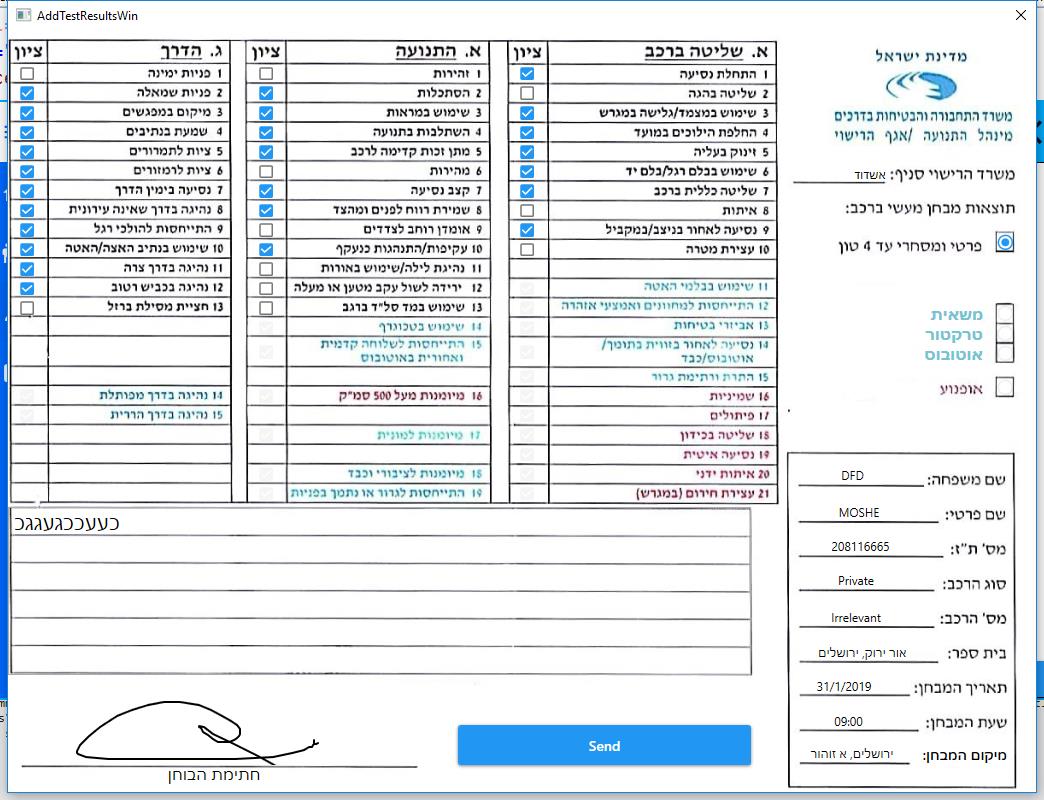 AddTestResultsWin
מדינת ישראל
משרד התחבורה והבטיחות בדרכים
מינהל התנועה /אגף הרישוי
משרד הרישוי סניף: אשדוד
תוצאות מבחן מעשי ברכב:
פרטי ומסחרי עד 4 טון
משאית
טרקטור
אוטובוס
אופנוע
שם משפחה: DFD
שם פרטי: MOSHE
מס' ת"ז: 208116665
סוג הרכב: Private
מס' הרכב: Irrelevant
בית ספר: אור ירוק, ירושלים
תאריך המבחן: 31/1/2019
שעת המבחן: 09:00
מיקום המבחן: ירושלים, א זוהור
א. שליטה ברכב ציון
1 התחלת נסיעה
2 שליטה בהגה
3 שימוש במצמד/גלישה במגרש
4 החלפת הילוכים במועד
5 זינוק בעליה
6 שימוש בבלם רגל/בלם יד
7 שליטה כללית ברכב
8 איתות
9 נסיעה לאחור בניצב/במקביל
10 עצירת מטרה
11 שימוש בבלמי האטה
12 התייחסות למחוונים ואמצעי אזהרה
13 אביזרי בטיחות
14 נסיעה לאחור בזווית בתומך/
אוטובוס/כבד
15 התרת ורתימת גרור
16 שמיניות
17 פיתולים
18 שליטה בכידון
19 נסיעה איטית
20 איתות ידני
21 עצירת חירום (במגרש)
א. התנועה ציון
1 זהירות
2 הסתכלות
3 שימוש במראות
4 השתלבות בתנועה
5 מתן זכות קדימה לרכב
6 מהירות
7 קצב נסיעה
8 שמירת רווח לפנים ומהצד
9 אומדן רוחב לצדדים
10 עקיפות/התנהגות כנעקף
11 נהיגת לילה/שימוש באורות
12 ירידה לשול עקב מטען או מעלה
13 שימוש במד סל"ד ברגב
14 שימוש בטכוגרף
15 התייחסות לשלוחה קדמית
ואחורית באוטובוס
16 מיומנות מעל 500 סמ"ק
17 מיומנות למונית
18 מיומנות לציבורי וכבד
19 התייחסות לגרור או נתמך בפניות
ג. הדרך ציון
1 פניות ימינה
2 פניות שמאלה
3 מיקום במפגשים
4 שמעת בנתיבים
5 ציות לתמרורים
6 ציות לרמזורים
7 נסיעה בימין הדרך
8 נהיגה בדרך שאינה עירונית
9 התייחסות להולכי רגל
10 שימוש בנתיב האצה/האטה
11 נהיגה בדרך צרה
12 נהיגה בכביש רטוב
13 חציית מסילת ברזל
14 נהיגה בדרך מפותלת
15 נהיגה בדרך הררית
כעעככגעגגכ
חתימת הבוחן
Send